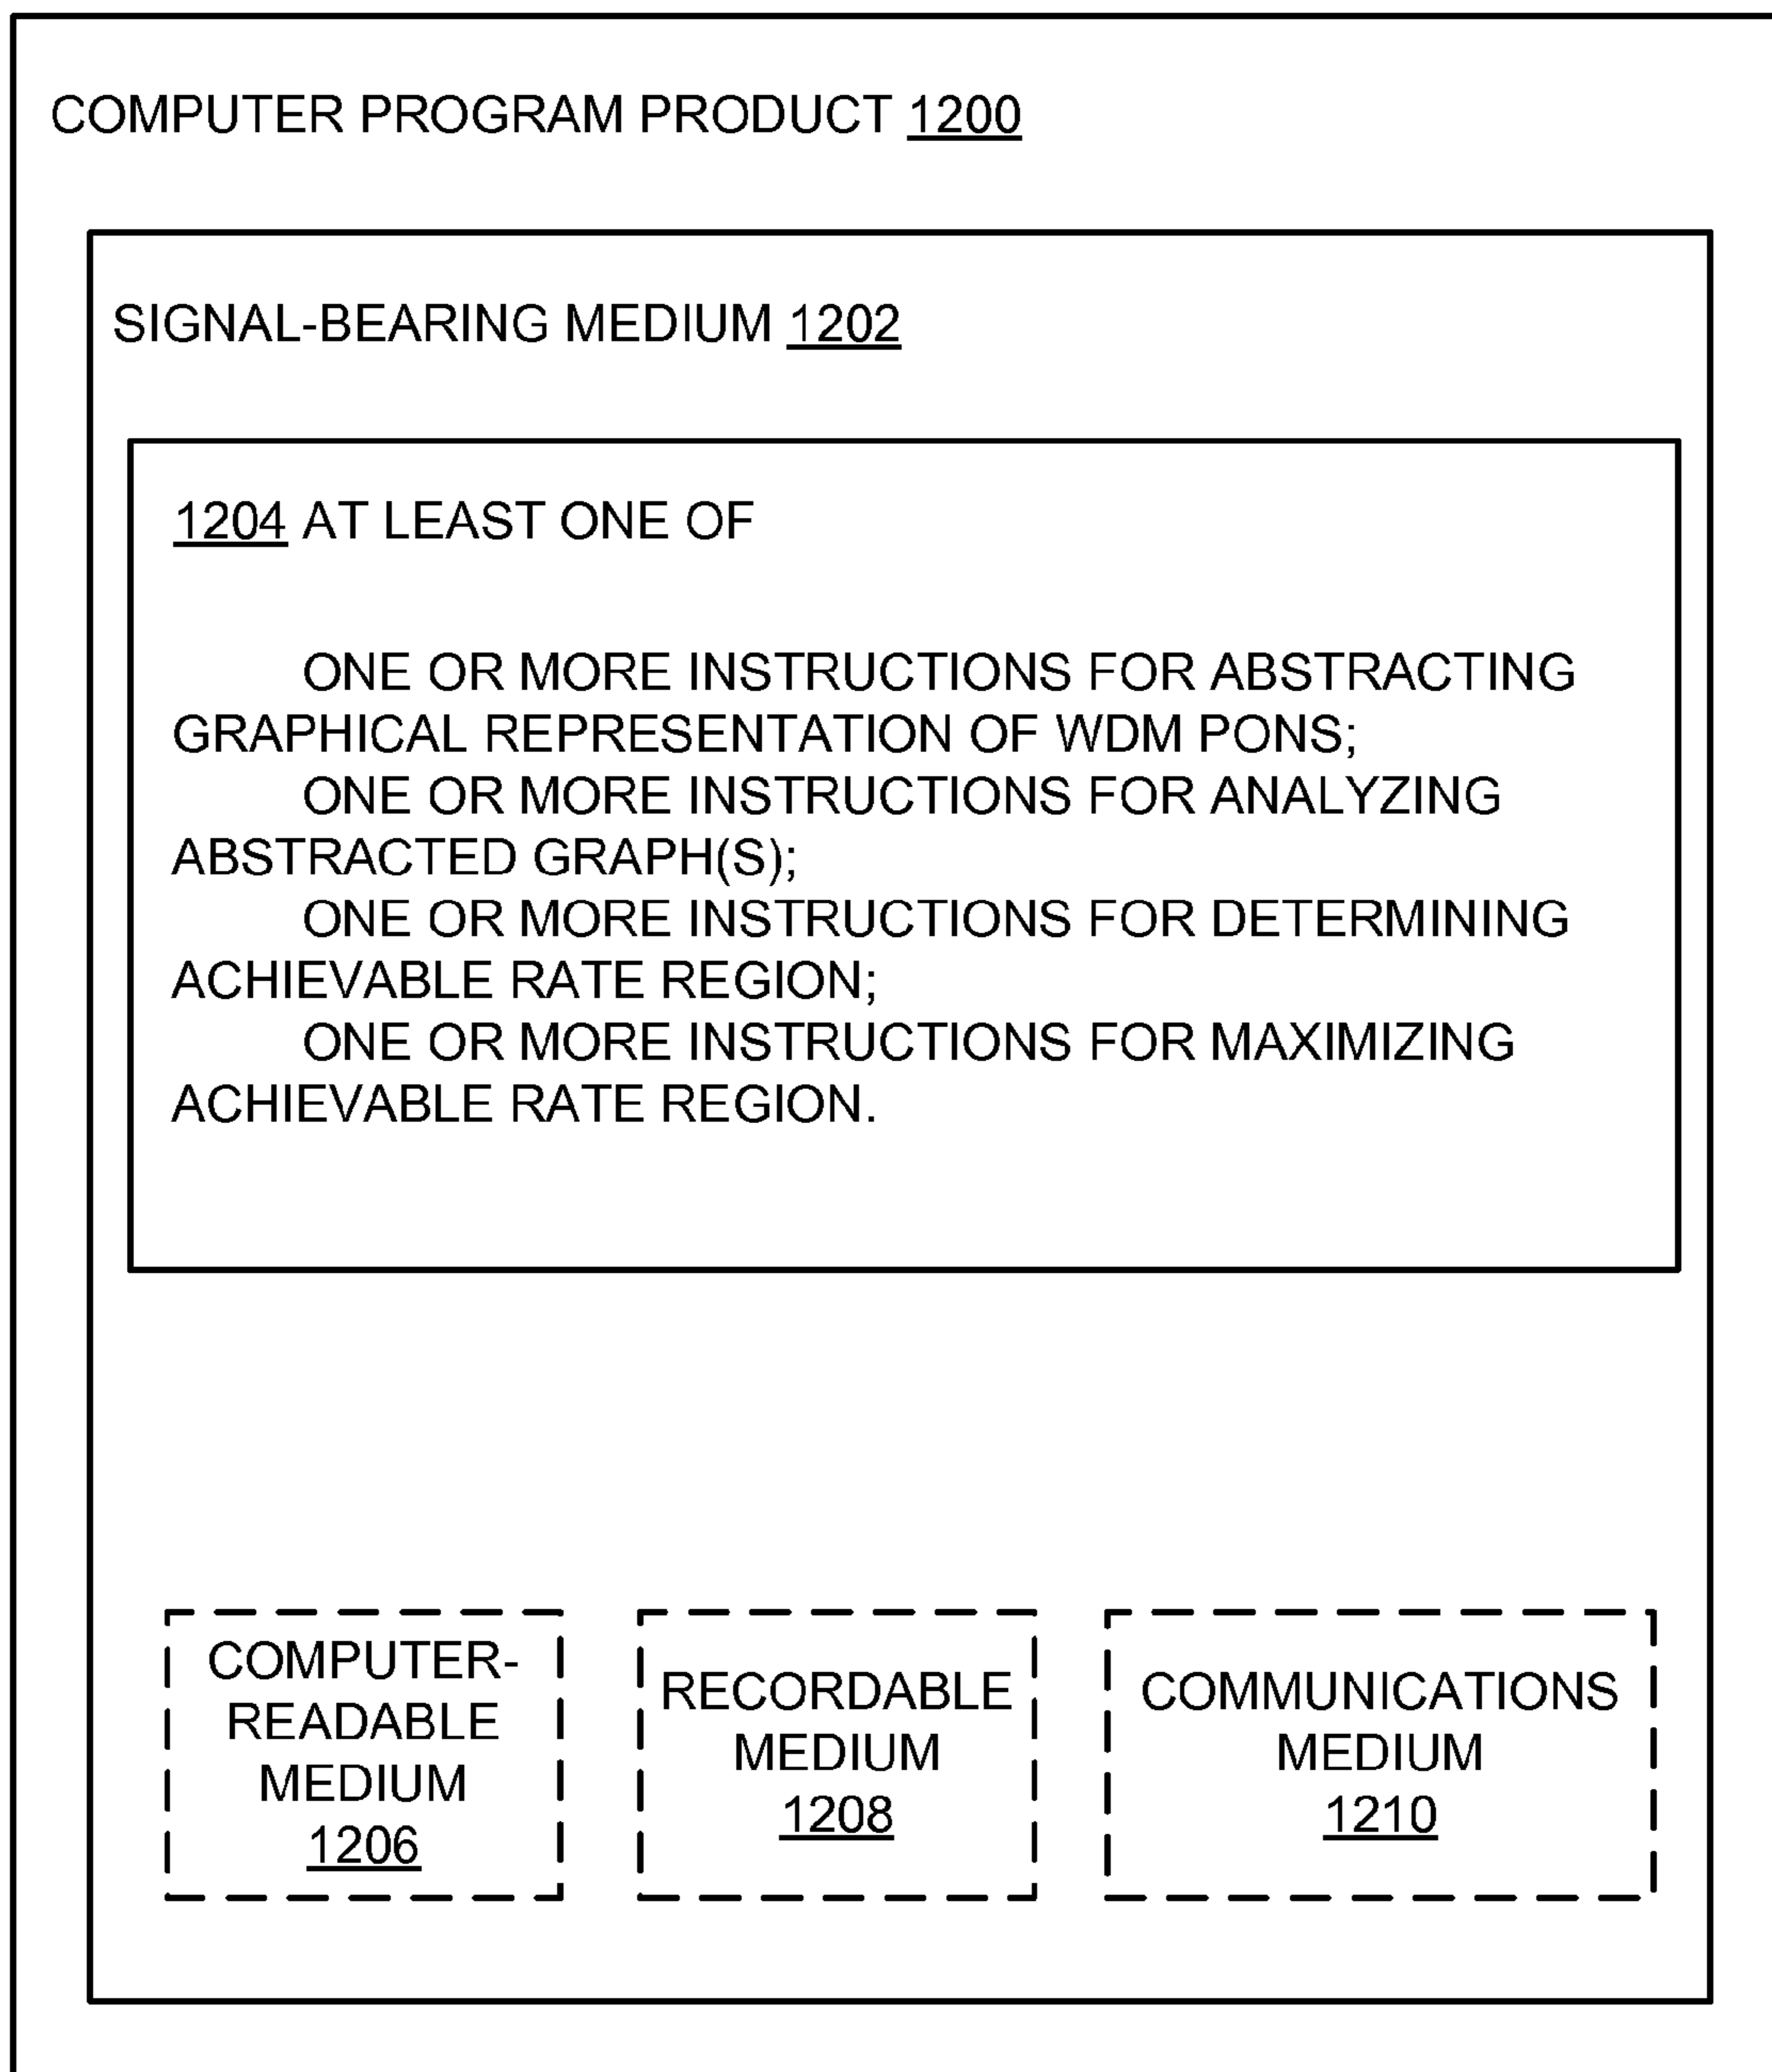 COMPUTER PROGRAM PRODUCT 1200
SIGNAL-BEARING MEDIUM 1202
1204 AT LEAST ONE OF
ONE OR MORE INSTRUCTIONS FOR ABSTRACTING
GRAPHICAL REPRESENTATION OF WDM PONS;
ONE OR MORE INSTRUCTIONS FOR ANALYZING
ABSTRACTED GRAPH(S);
ONE OR MORE INSTRUCTIONS FOR DETERMINING
ACHIEVABLE RATE REGION;
ONE OR MORE INSTRUCTIONS FOR MAXIMIZING
ACHIEVABLE RATE REGION.
COMPUTER-
READABLE
MEDIUM
1206
RECORDABLE
MEDIUM
1208
COMMUNICATIONS
MEDIUM
1210